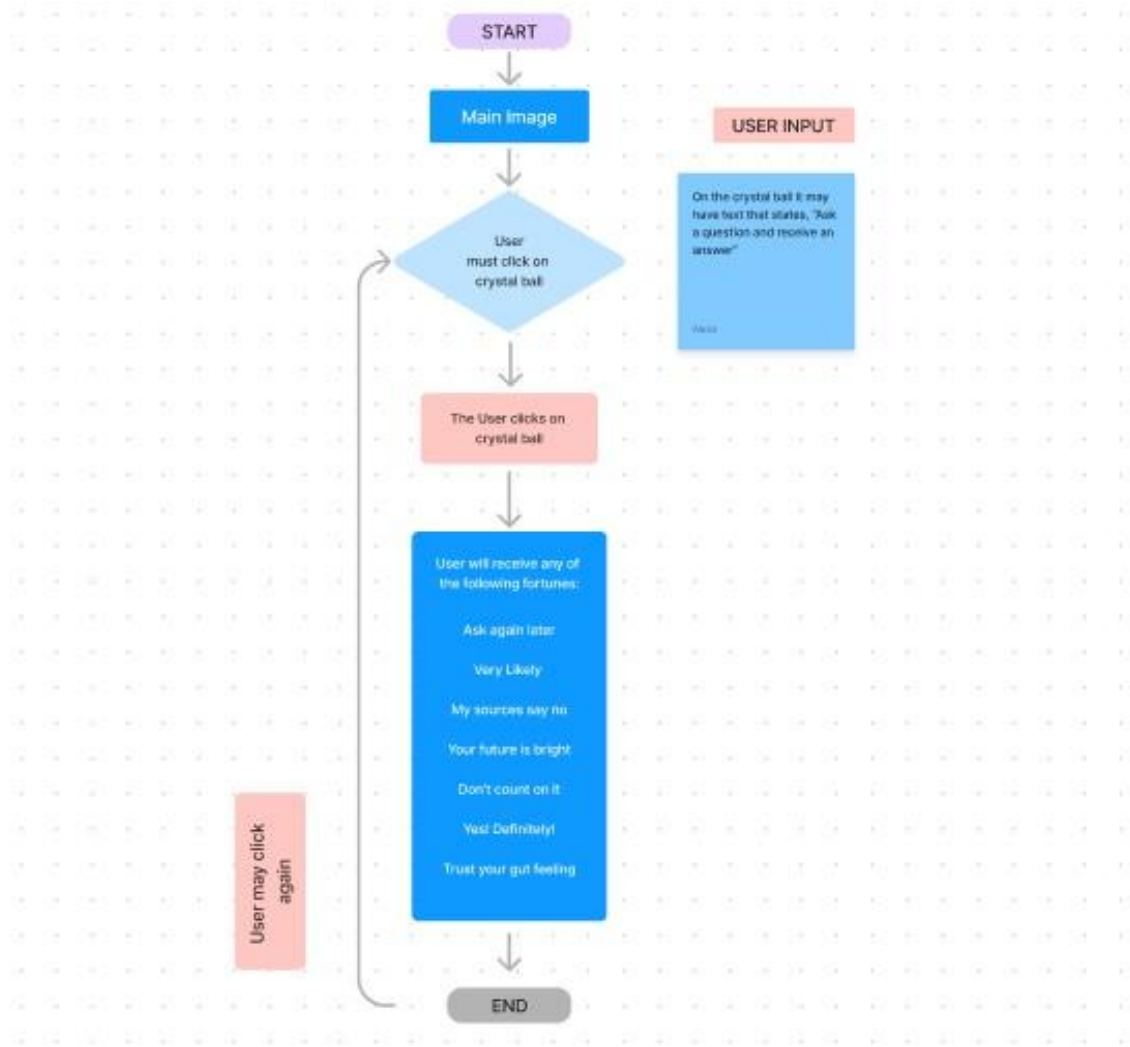 START
Main Image
USER INPUT
On the crystal ball it may
have text that states, "Ask
a question and receive an
answer"
User
must click on
crystal ball
The User clicks on
crystal ball
User will receive any of
the following fortunes:
Ask again later
Very Likely
My sources say no
Your future is bright
Don't count on it
Yes! Definitely!
Trust your gut feeling
User may click
again
END